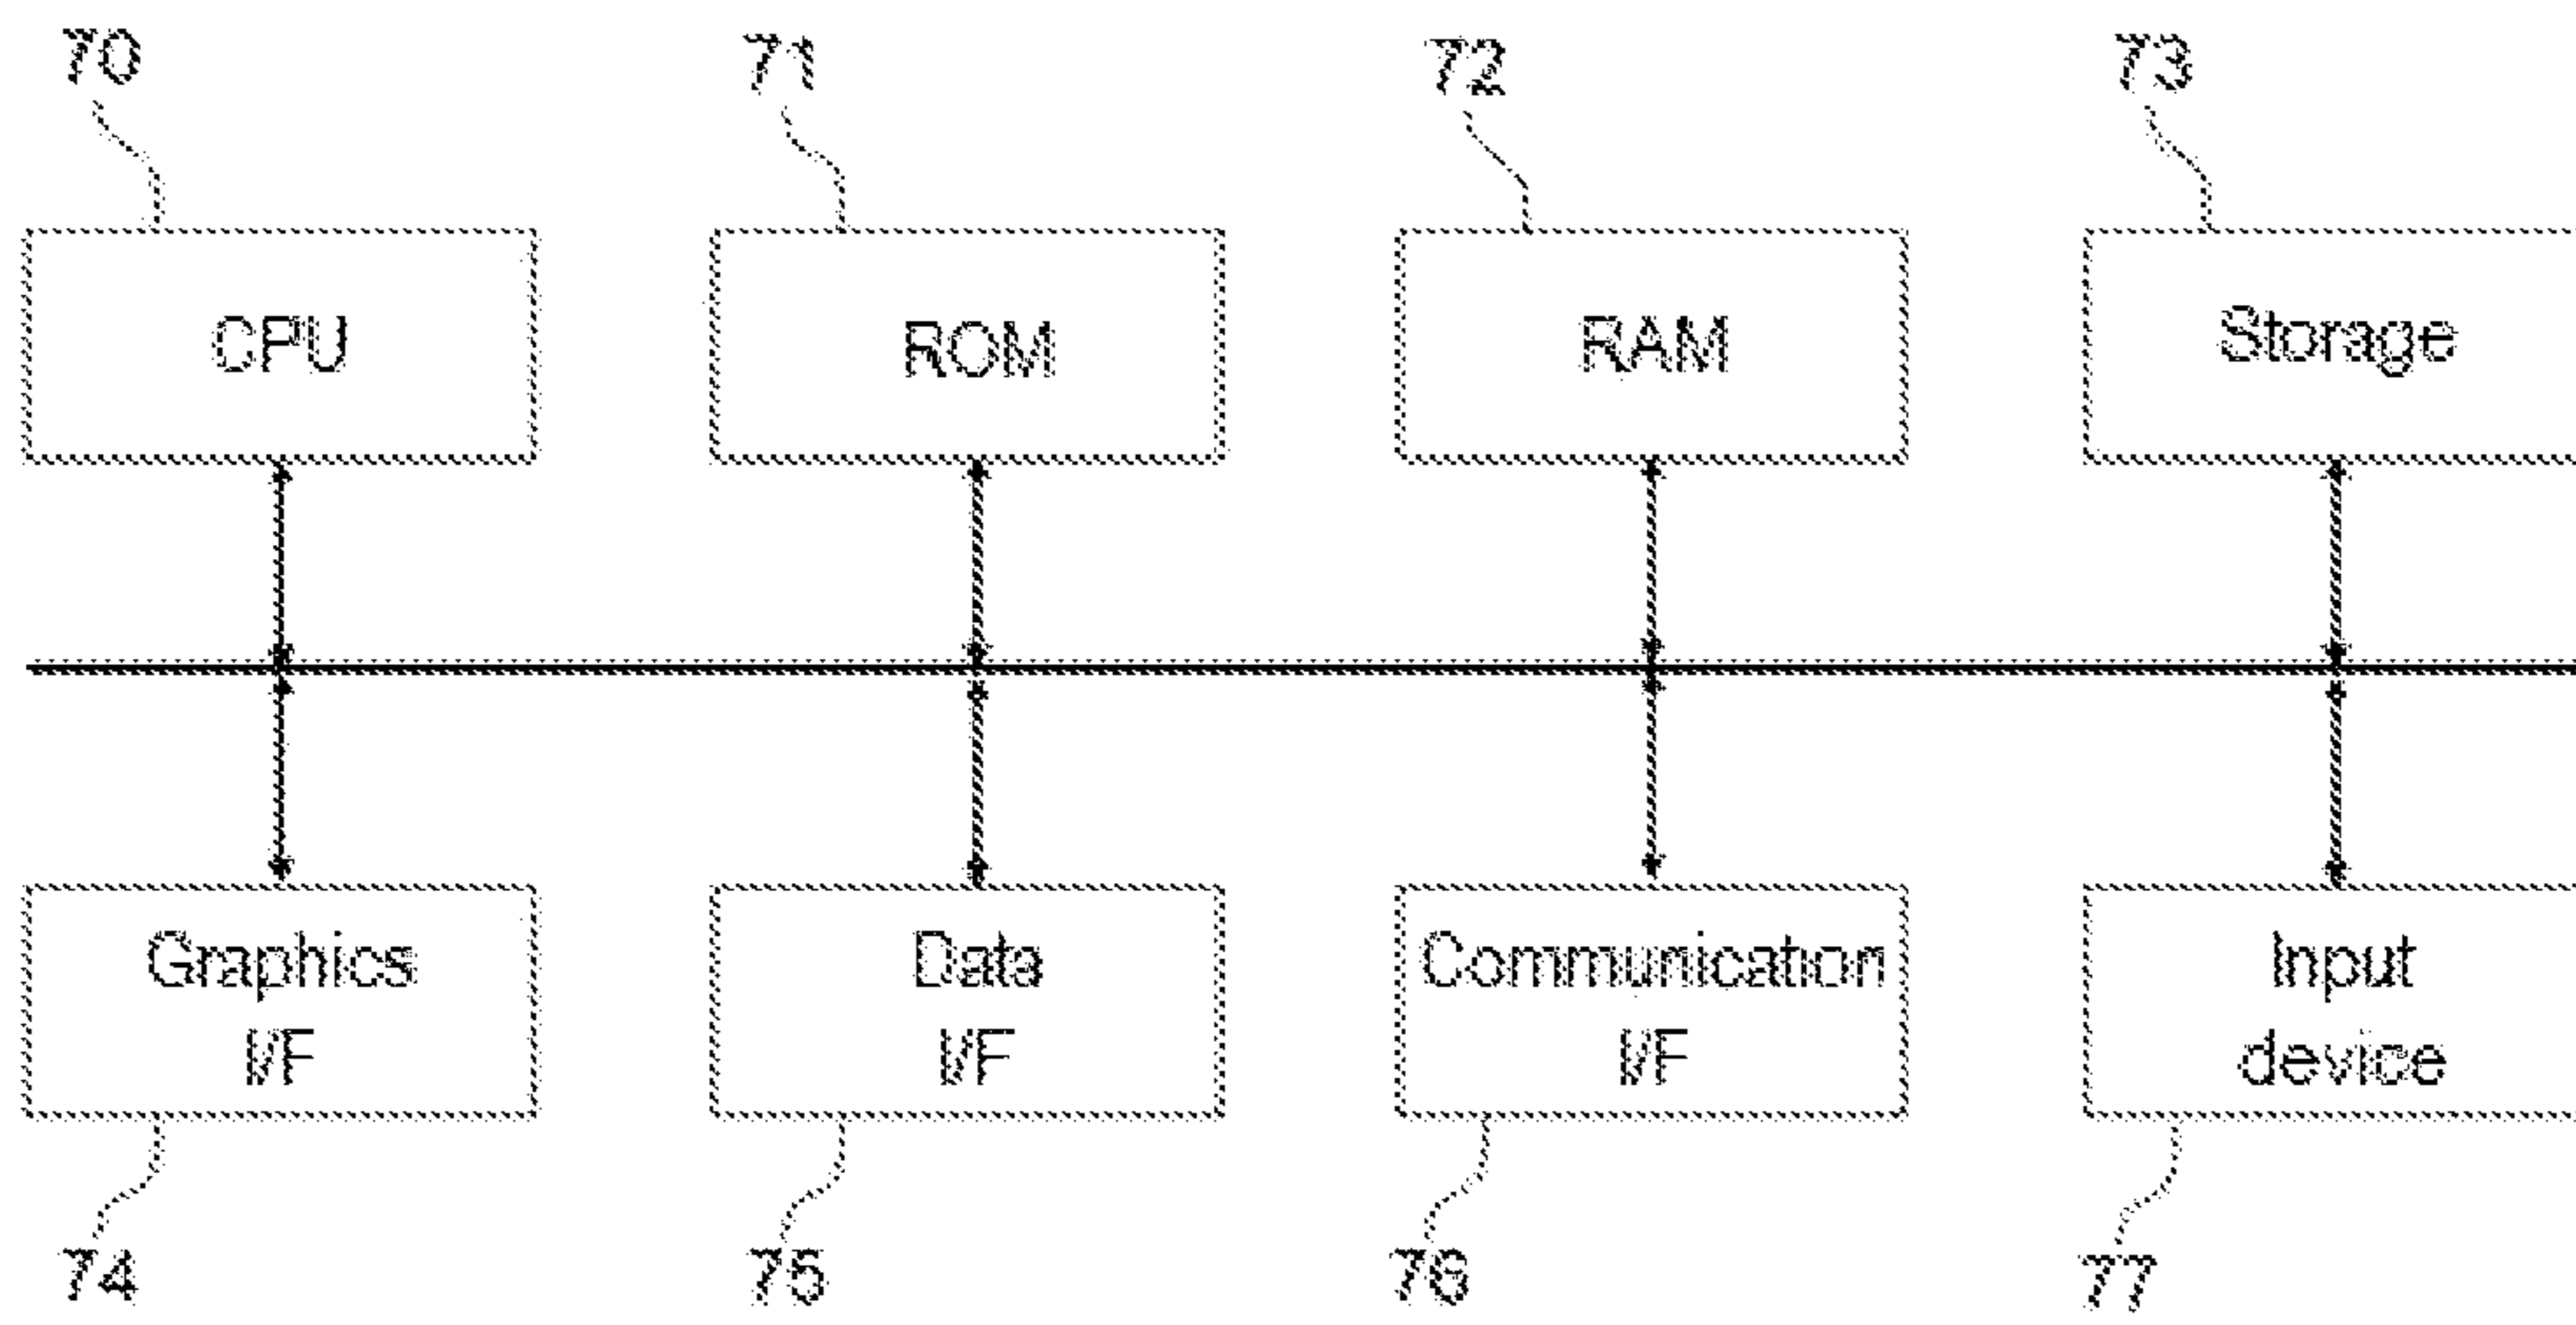 70 71 72 73
CPU ROM RAM Storage
Graphics Data Communication Input
I/F I/F I/F device
74 75 76 77